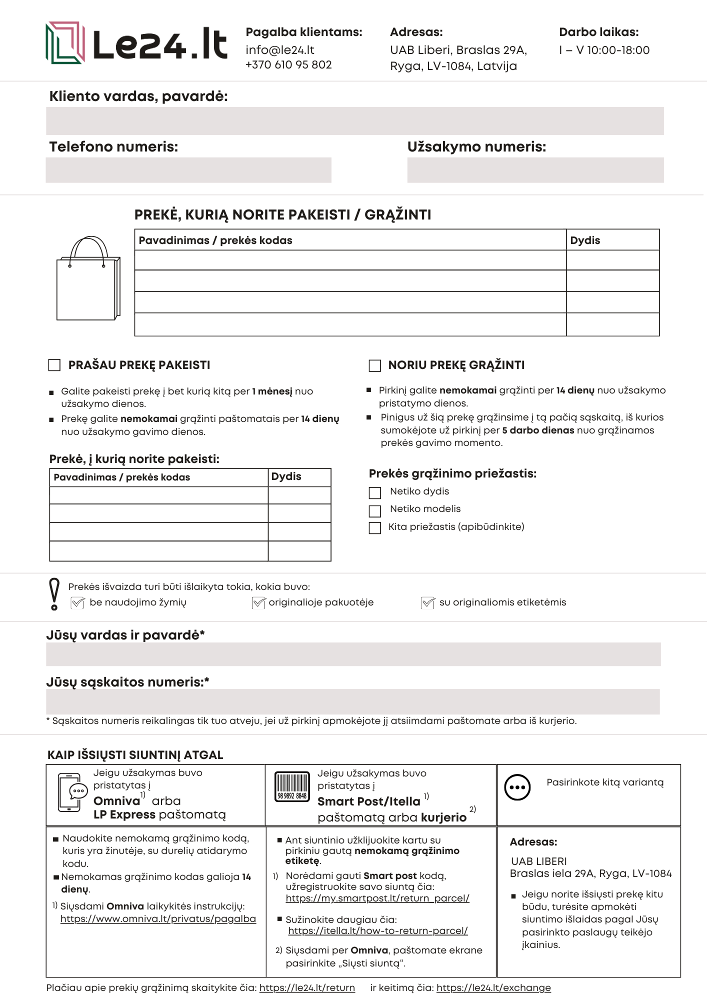 Le24.lt
Pagalba klientams:
info@le24.lt
+370 610 95 802
Adresas:
UAB Liberi, Braslas 29A,
Ryga, LV-1084, Latvija
Darbo laikas:
I – V 10:00-18:00
Kliento vardas, pavardė:
Telefono numeris:
Užsakymo numeris:
PREKĖ, KURIĄ NORITE PAKEISTI / GRĄŽINTI
Pavadinimas / prekės kodas
Dydis
PRAŠAU PREKĘ PAKEISTI
▪ Galite pakeisti prekę į bet kurią kitą per 1 mėnesį nuo
užsakymo dienos.
▪ Prekę galite nemokamai grąžinti paštomatais per 14 dienų
nuo užsakymo gavimo dienos.
Prekė, į kurią norite pakeisti:
Pavadinimas / prekės kodas
Dydis
NORIU PREKĘ GRĄŽINTI
▪ Pirkinį galite nemokamai grąžinti per 14 dienų nuo užsakymo
pristatymo dienos.
▪ Pinigus už šią prekę grąžinsime į tą pačią sąskaitą, iš kurios
sumokėjote už pirkinį per 5 darbo dienas nuo grąžinamos
prekės gavimo momento.
Prekės grąžinimo priežastis:
Netiko dydis
Netiko modelis
Kita priežastis (apibūdinkite)
Prekės išvaizda turi būti išlaikyta tokia, kokia buvo:
be naudojimo žymių
originalioje pakuotėje
su originaliomis etiketėmis
Jūsų vardas ir pavardė*
Jūsų sąskaitos numeris:*
* Sąskaitos numeris reikalingas tik tuo atveju, jei už pirkinį apmokėjote jį atsiimdami paštomate arba iš kurjerio.
KAIP IŠSIŲSTI SIUNTINĮ ATGAL
Jeigu užsakymas buvo
pristatytas į
Omniva 1) arba
LP Express paštomatą
▪ Naudokite nemokamą grąžinimo kodą,
kuris yra žinutėje, su durelių atidarymo
kodu.
▪ Nemokamas grąžinimo kodas galioja 14
dienų.
1) Siųsdami Omniva laikykitės instrukcijų:
https://www.omniva.lt/privatus/pagalba
98 9892 8848
Jeigu užsakymas buvo
pristatytas į
Smart Post/Itella 1)
paštomatą arba kurjerio 2)
▪ Ant siuntinio užklijuokite kartu su
pirkiniu gautą nemokamą grąžinimo
etiketę.
1) Norėdami gauti Smart post kodą,
užregistruokite savo siuntą čia:
https://my.smartpost.lt/return_parcel/
▪ Sužinokite daugiau čia:
https://itella.lt/how-to-return-parcel/
2) Siųsdami per Omniva, paštomate ekrane
pasirinkite „Siųsti siuntą“.
Pasirinkote kitą variantą
Adresas:
UAB LIBERI
Braslas iela 29A, Ryga, LV-1084
▪ Jeigu norite išsiųsti prekę kitu
būdu, turėsite apmokėti
siuntimo išlaidas pagal Jūsų
pasirinkto paslaugų teikėjo
įkainius.
Plačiau apie prekių grąžinimą skaitykite čia: https://le24.lt/return ir keitimą čia: https://le24.lt/exchange